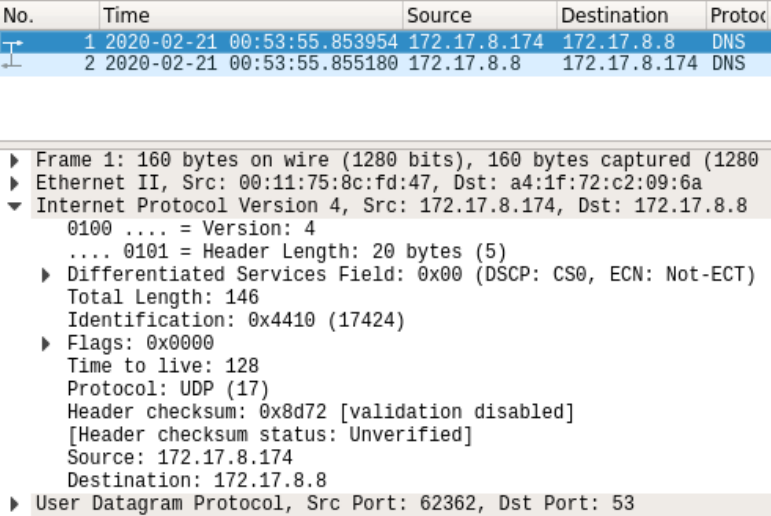 No. Time Source Destination Protoc
1 2020-02-21 00:53:55.853954 172.17.8.174 172.17.8.8 DNS
2 2020-02-21 00:53:55.855180 172.17.8.8 172.17.8.174 DNS
Frame 1: 160 bytes on wire (1280 bits), 160 bytes captured (1280
Ethernet II, Src: 00:11:75:8c:fd:47, Dst: a4:1f:72:c2:09:6a
Internet Protocol Version 4, Src: 172.17.8.174, Dst: 172.17.8.8
0100 .... = Version: 4
.... 0101 = Header Length: 20 bytes (5)
Differentiated Services Field: 0x00 (DSCP: CS0, ECN: Not-ECT)
Total Length: 146
Identification: 0x4410 (17424)
Flags: 0x0000
Time to live: 128
Protocol: UDP (17)
Header checksum: 0x8d72 [validation disabled]
[Header checksum status: Unverified]
Source: 172.17.8.174
Destination: 172.17.8.8
User Datagram Protocol, Src Port: 62362, Dst Port: 53